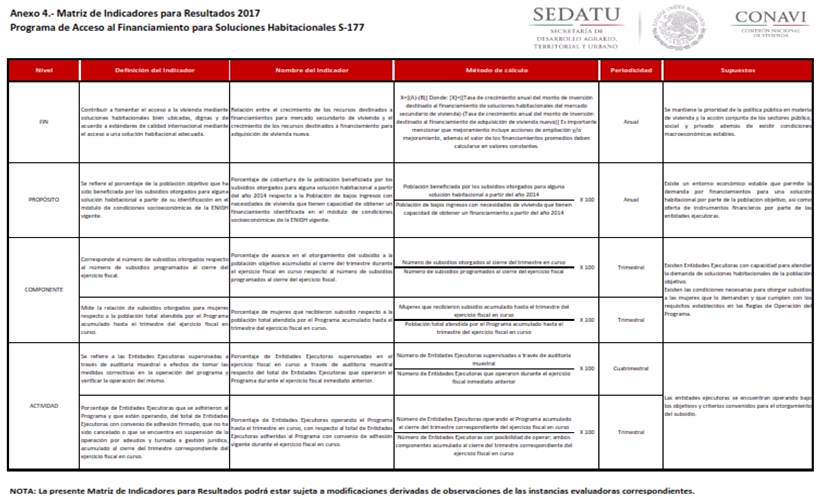 Anexo 4.- Matriz de Indicadores para Resultados 2017
Programa de Acceso al Financiamiento para Soluciones Habitacionales S-177
SEDATU
SECRETARÍA DE
DESARROLLO AGRARIO,
TERRITORIAL Y URBANO
ESTADOS UNIDOS MEXICANOS
CONAVI
COMISIÓN NACIONAL
DE VIVIENDA
Nivel
Definición del Indicador
Nombre del Indicador
Método de cálculo
Periodicidad
Supuestos
FIN
Contribuir a fomentar el acceso a la vivienda mediante
soluciones habitacionales bien ubicadas, dignas y de
acuerdo a estándares de calidad internacional mediante
el acceso a una solución habitacional adecuada.
Relación entre el crecimiento de los recursos destinados a
financiamientos para mercado secundario de vivienda y el
crecimiento de los recursos destinados a financiamiento para
adquisición de vivienda nueva.
X=[(A)-(B)] Donde: [X]=[(Tasa de crecimiento anual del monto de inversión
destinado al financiamiento de soluciones habitacionales del mercado
secundario de vivienda)-(Tasa de crecimiento anual del monto de inversión
destinado al financiamiento de adquisición de vivienda nueva)] Es importante
mencionar que mejoramiento incluye acciones de ampliación y/o
mejoramiento, además el valor de los financiamientos promedios deben
calcularse en valores constantes.
Anual
Se mantiene la prioridad de la política pública en materia
de vivienda y la acción conjunta de los sectores público,
social y privado además de existir condiciones
macroeconómicas estables.
PROPÓSITO
Se refiere al porcentaje de la población objetivo que ha
sido beneficiada por los subsidios otorgados para alguna
solución habitacional a partir de su identificación en el
módulo de condiciones socioeconómicas de la ENIGH
vigente.
Porcentaje de cobertura de la población beneficiada por los
subsidios otorgados para alguna solución habitacional a partir
del año 2014 respecto a la Población de bajos ingresos con
necesidades de vivienda que tienen capacidad de obtener un
financiamiento identificada en el módulo de condiciones
socioeconómicas de la ENIGH vigente.
Población beneficiada por los subsidios otorgados para alguna
solución habitacional a partir del año 2014
Población de bajos ingresos con necesidades de vivienda que tienen
capacidad de obtener un financiamiento a partir del año 2014
X 100
Anual
Existe un entorno económico estable que permite la
demanda por financiamientos para una solución
habitacional por parte de la población objetivo, así como
oferta de instrumentos financieros por parte de las
entidades ejecutoras.
COMPONENTE
Corresponde al número de subsidios otorgados respecto
al número de subsidios programados al cierre del
ejercicio fiscal.
Porcentaje de avance en el otorgamiento del subsidio a la
población objetivo acumulado al cierre del trimestre durante
el ejercicio fiscal en curso respecto al número de subsidios
programados al cierre del ejercicio fiscal.
Número de subsidios otorgados al cierre del trimestre en curso
Número de subsidios programados al cierre del ejercicio fiscal
X 100
Trimestral
Existen Entidades Ejecutoras con capacidad para atender
la demanda de soluciones habitacionales de la población
objetivo.
Existen las condiciones necesarias para otorgar subsidios
a las mujeres que lo demandan y que cumplen con los
requisitos establecidos en las Reglas de Operación del
Programa.
Mide la relación de subsidios otorgados para mujeres
respecto a la población total atendida por el Programa
acumulado hasta el trimestre del ejercicio fiscal en
curso.
Porcentaje de mujeres que recibieron subsidio respecto a la
población total atendida por el Programa acumulado hasta el
trimestre del ejercicio fiscal en curso.
Mujeres que recibieron subsidio acumulado hasta el trimestre del
ejercicio fiscal en curso
Población total atendida por el Programa acumulado hasta el
trimestre del ejercicio fiscal en curso
X 100
Trimestral
ACTIVIDAD
Se refiere a las Entidades Ejecutoras supervisadas a
través de auditoría muestral a efectos de tomar las
medidas correctivas en la operación del programa y
verificar la operación del mismo.
Porcentaje de Entidades Ejecutoras supervisadas en el
ejercicio fiscal en curso a través de auditoría muestral
respecto del total de Entidades Ejecutoras que operaron el
Programa durante el ejercicio fiscal inmediato anterior.
Número de Entidades Ejecutoras supervisadas a través de auditoría
muestral
Número de Entidades Ejecutoras que operaron durante el ejercicio
fiscal inmediato anterior
X 100
Cuatrimestral
Las entidades ejecutoras se encuentran operando bajo
los objetivos y criterios convenidos para el otorgamiento
del subsidio.
Porcentaje de Entidades Ejecutoras que se adhirieron al
Programa y que están operando, del total de Entidades
Ejecutoras con convenio de adhesión firmado, que no ha
sido cancelado o que se encuentra en suspensión de la
operación por adeudos y turnada a gestión jurídica,
acumulado al cierre del trimestre correspondiente del
ejercicio fiscal en curso.
Porcentaje de Entidades Ejecutoras operando el Programa
hasta el trimestre en curso, con respecto al total de Entidades
Ejecutoras adheridas al Programa con convenio de adhesión
vigente durante el ejercicio fiscal en curso.
Número de Entidades Ejecutoras operando el Programa acumulado
al cierre del trimestre correspondiente del ejercicio fiscal en curso
Número de Entidades Ejecutoras con posibilidad de operar; ambos
componentes acumulado al cierre del trimestre correspondiente del
ejercicio fiscal en curso
X 100
Trimestral
NOTA: La presente Matriz de Indicadores para Resultados podrá estar sujeta a modificaciones derivadas de observaciones de las instancias evaluadoras correspondientes.